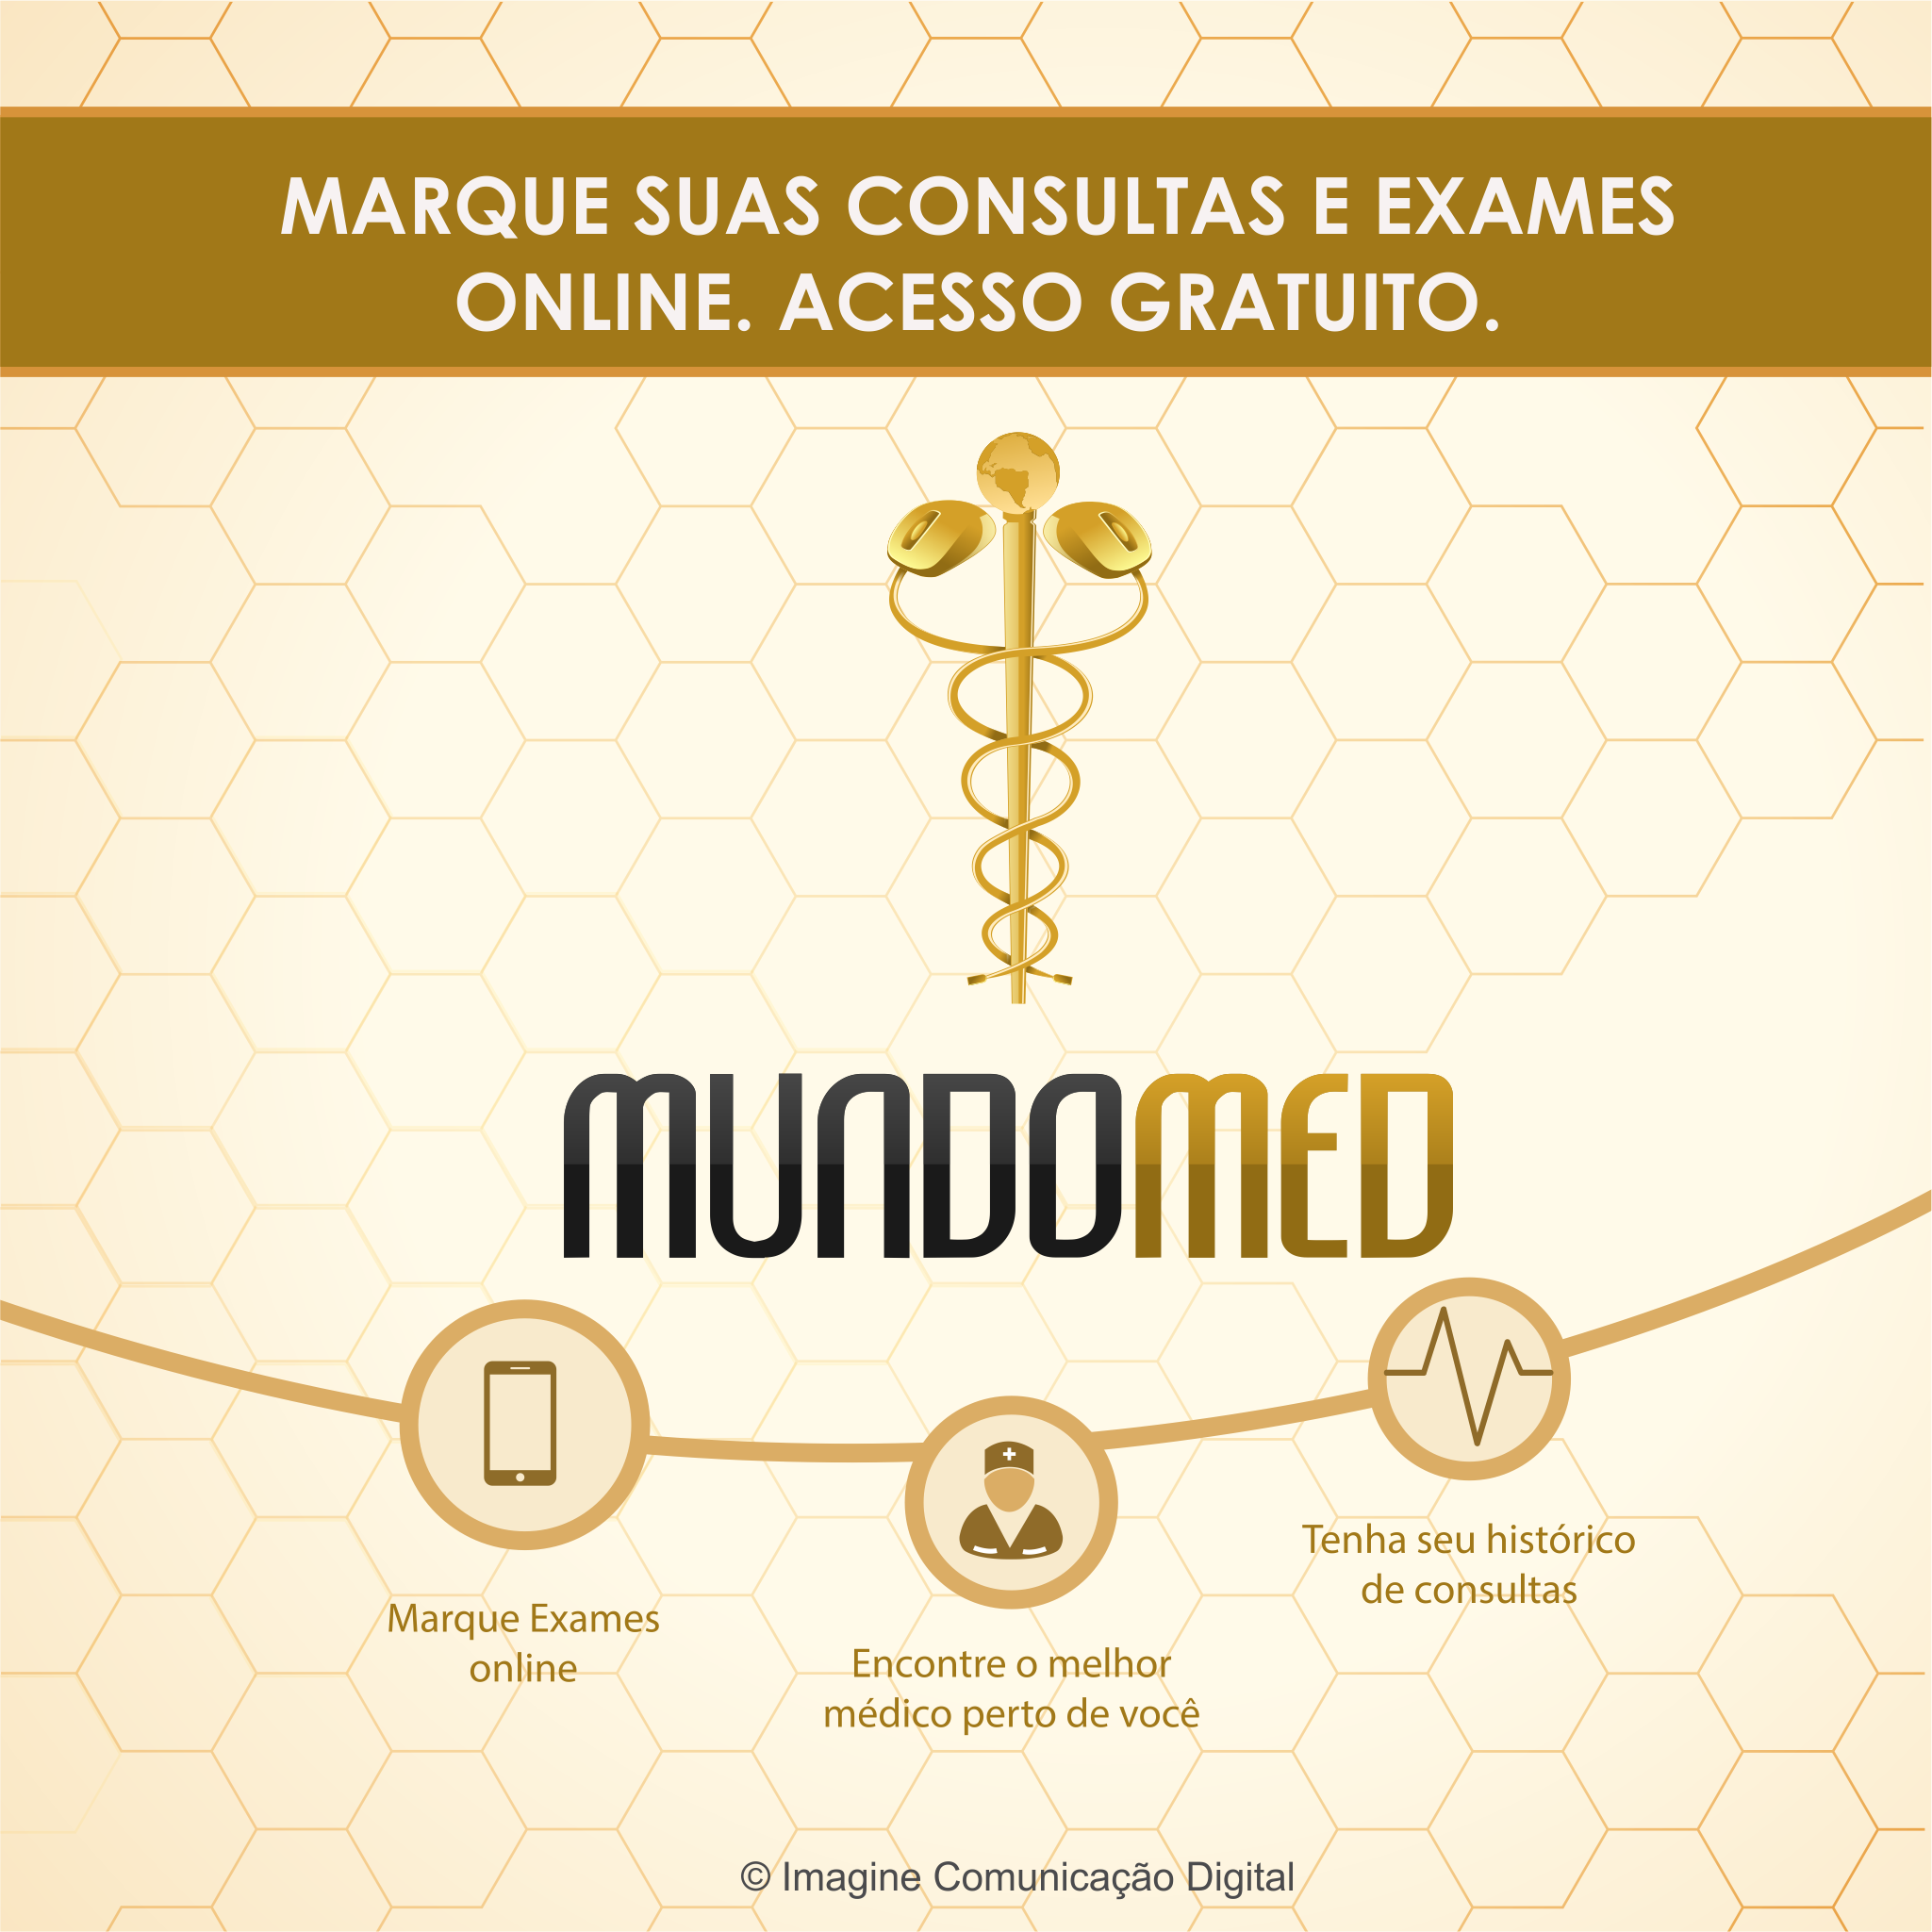 MARQUE SUAS CONSULTAS E EXAMES
ONLINE. ACESSO GRATUITO.
MUNDOMED
Marque Exames
online
Encontre o melhor
médico perto de você
Tenha seu histórico
de consultas
© Imagine Comunicação Digital